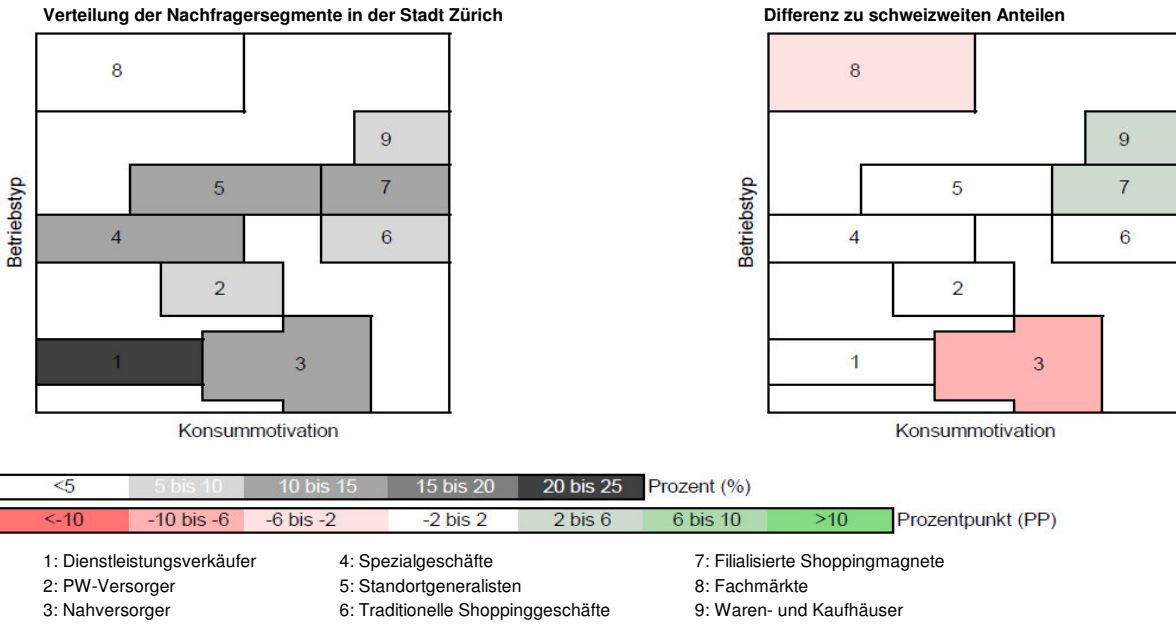 Verteilung der Nachfragersegmente in der Stadt Zürich
Differenz zu schweizweiten Anteilen
Betriebstyp
8
9
5
7
4
6
2
1
3
Konsummotivation
Betriebstyp
8
9
5
7
4
6
2
1
3
Konsummotivation
<5 5 bis 10 10 bis 15 15 bis 20 20 bis 25 Prozent (%)
<-10 -10 bis -6 -6 bis -2 -2 bis 2 2 bis 6 6 bis 10 >10 Prozentpunkt (PP)
1: Dienstleistungsverkäufer
2: PW-Versorger
3: Nahversorger
4: Spezialgeschäfte
5: Standortgeneralisten
6: Traditionelle Shoppinggeschäfte
7: Filialisierte Shoppingmagnete
8: Fachmärkte
9: Waren- und Kaufhäuser